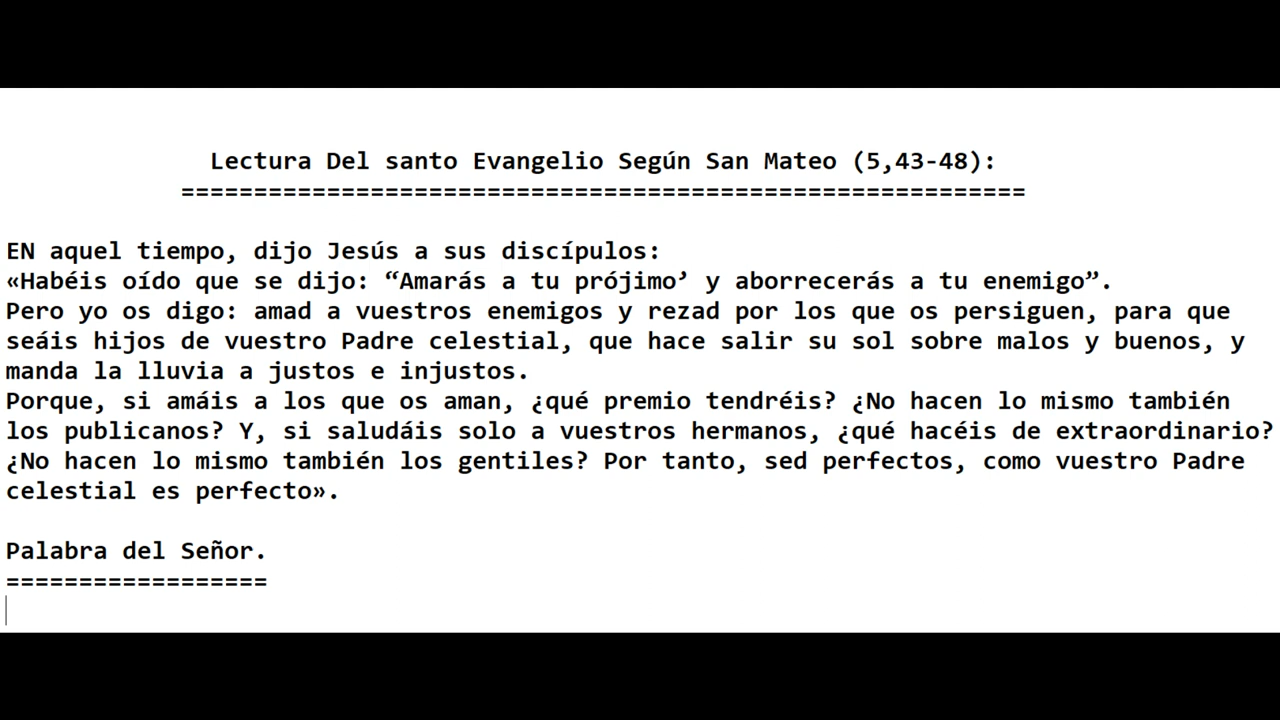 Lectura Del santo Evangelio Según San Mateo (5,43-48):
==========================================================
EN aquel tiempo, dijo Jesús a sus discípulos:
«Habéis oído que se dijo: “Amarás a tu prójimo’ y aborrecerás a tu enemigo”.
Pero yo os digo: amad a vuestros enemigos y rezad por los que os persiguen, para que
seáis hijos de vuestro Padre celestial, que hace salir su sol sobre malos y buenos, y
manda la lluvia a justos e injustos.
Porque, si amáis a los que os aman, ¿qué premio tendréis? ¿No hacen lo mismo también
los publicanos? Y, si saludáis solo a vuestros hermanos, ¿qué hacéis de extraordinario?
¿No hacen lo mismo también los gentiles? Por tanto, sed perfectos, como vuestro Padre
celestial es perfecto».
Palabra del Señor.
==================